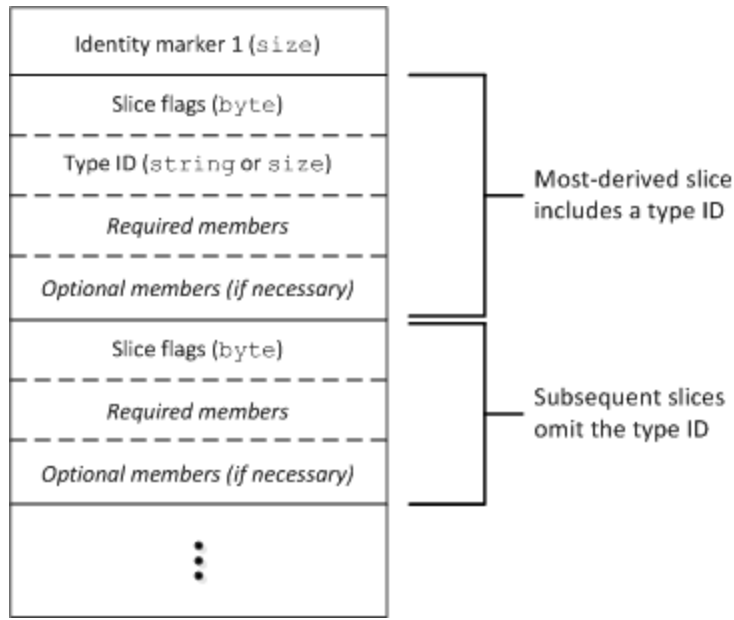 Identity marker 1 (size)
Slice flags (byte)
Type ID (string or size)
Required members
Optional members (if necessary)
Most-derived slice
includes a type ID
Slice flags (byte)
Required members
Optional members (if necessary)
Subsequent slices
omit the type ID